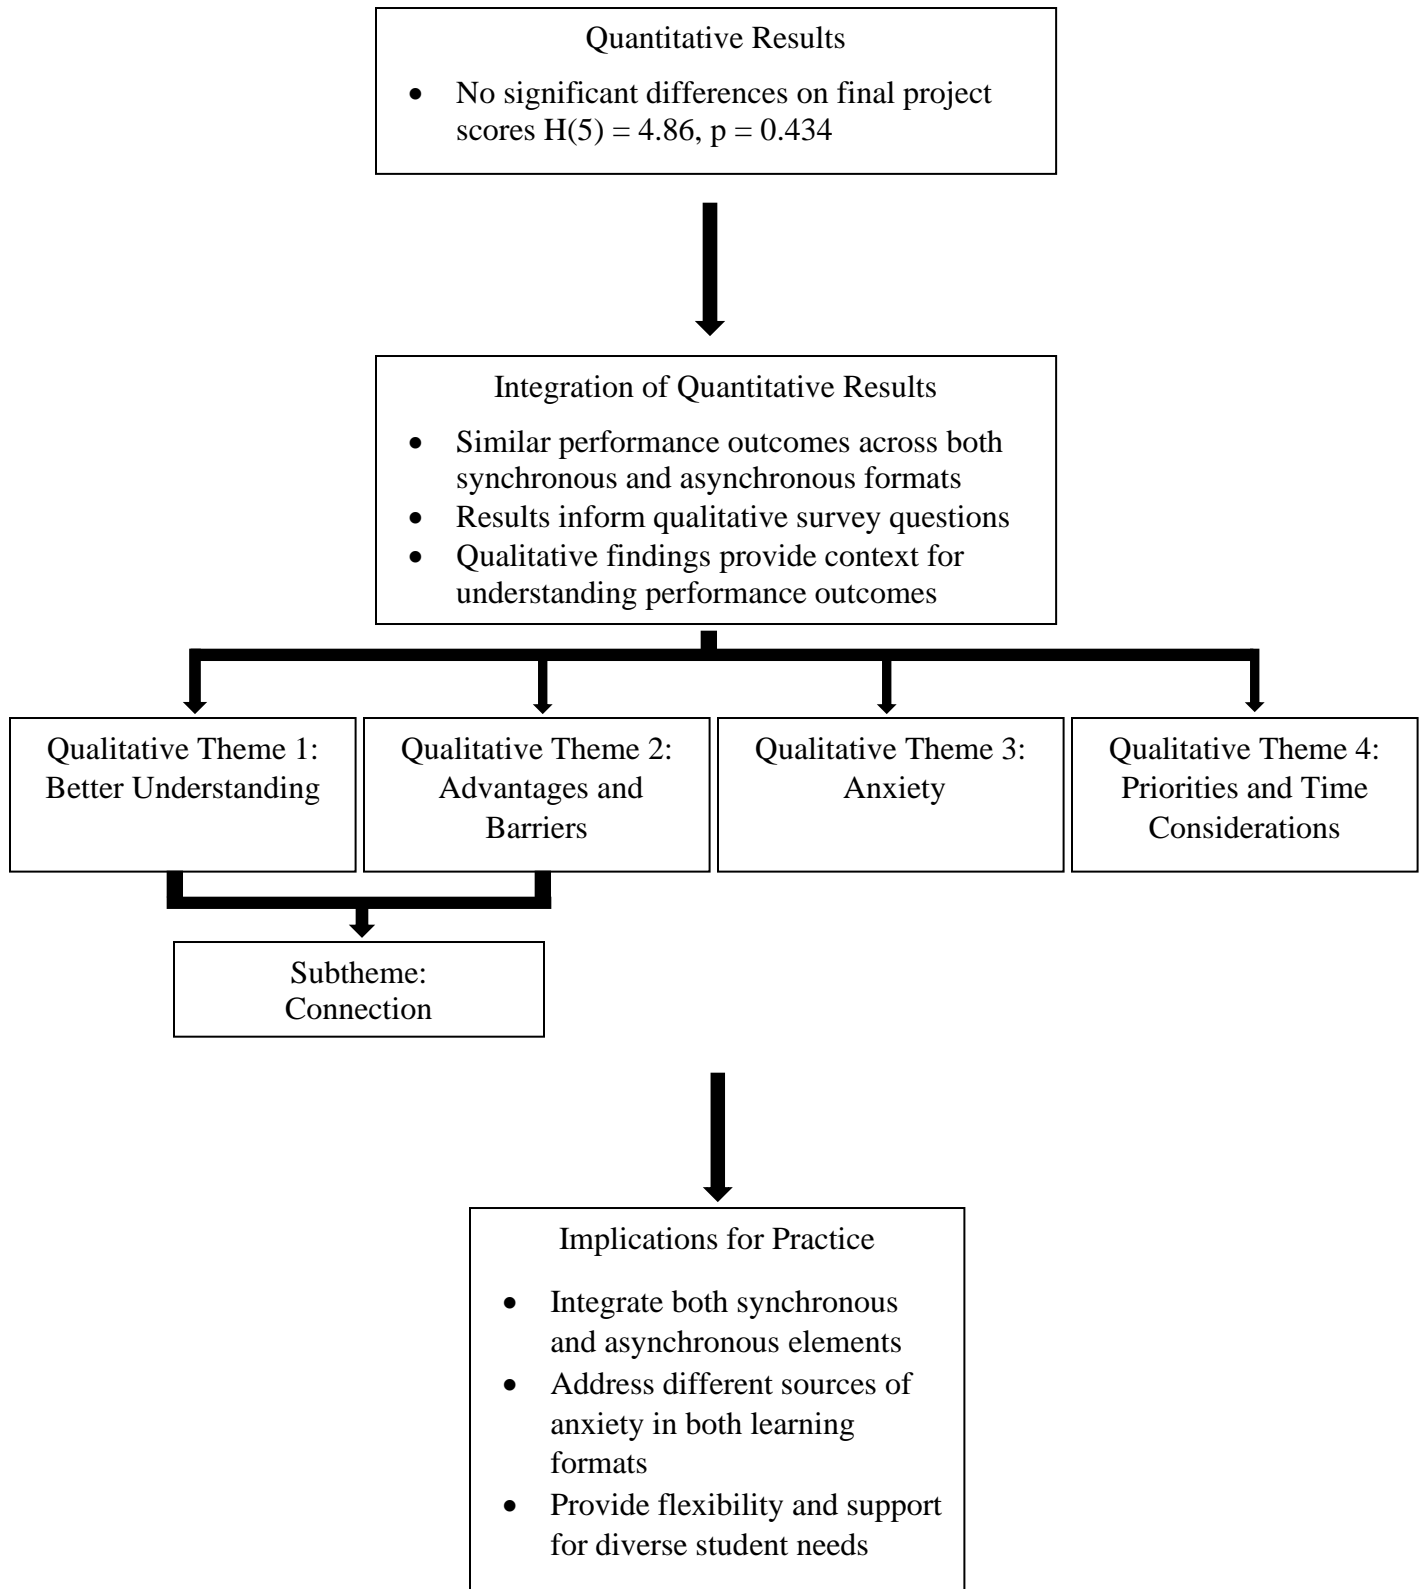 Quantitative Results
• No significant differences on final project
scores H(5) = 4.86, p = 0.434
Integration of Quantitative Results
• Similar performance outcomes across both
synchronous and asynchronous formats
• Results inform qualitative survey questions
• Qualitative findings provide context for
understanding performance outcomes
Qualitative Theme 1:
Better Understanding
Qualitative Theme 2:
Advantages and
Barriers
Qualitative Theme 3:
Anxiety
Qualitative Theme 4:
Priorities and Time
Considerations
Subtheme:
Connection
Implications for Practice
• Integrate both synchronous
and asynchronous elements
• Address different sources of
anxiety in both learning
formats
• Provide flexibility and support
for diverse student needs